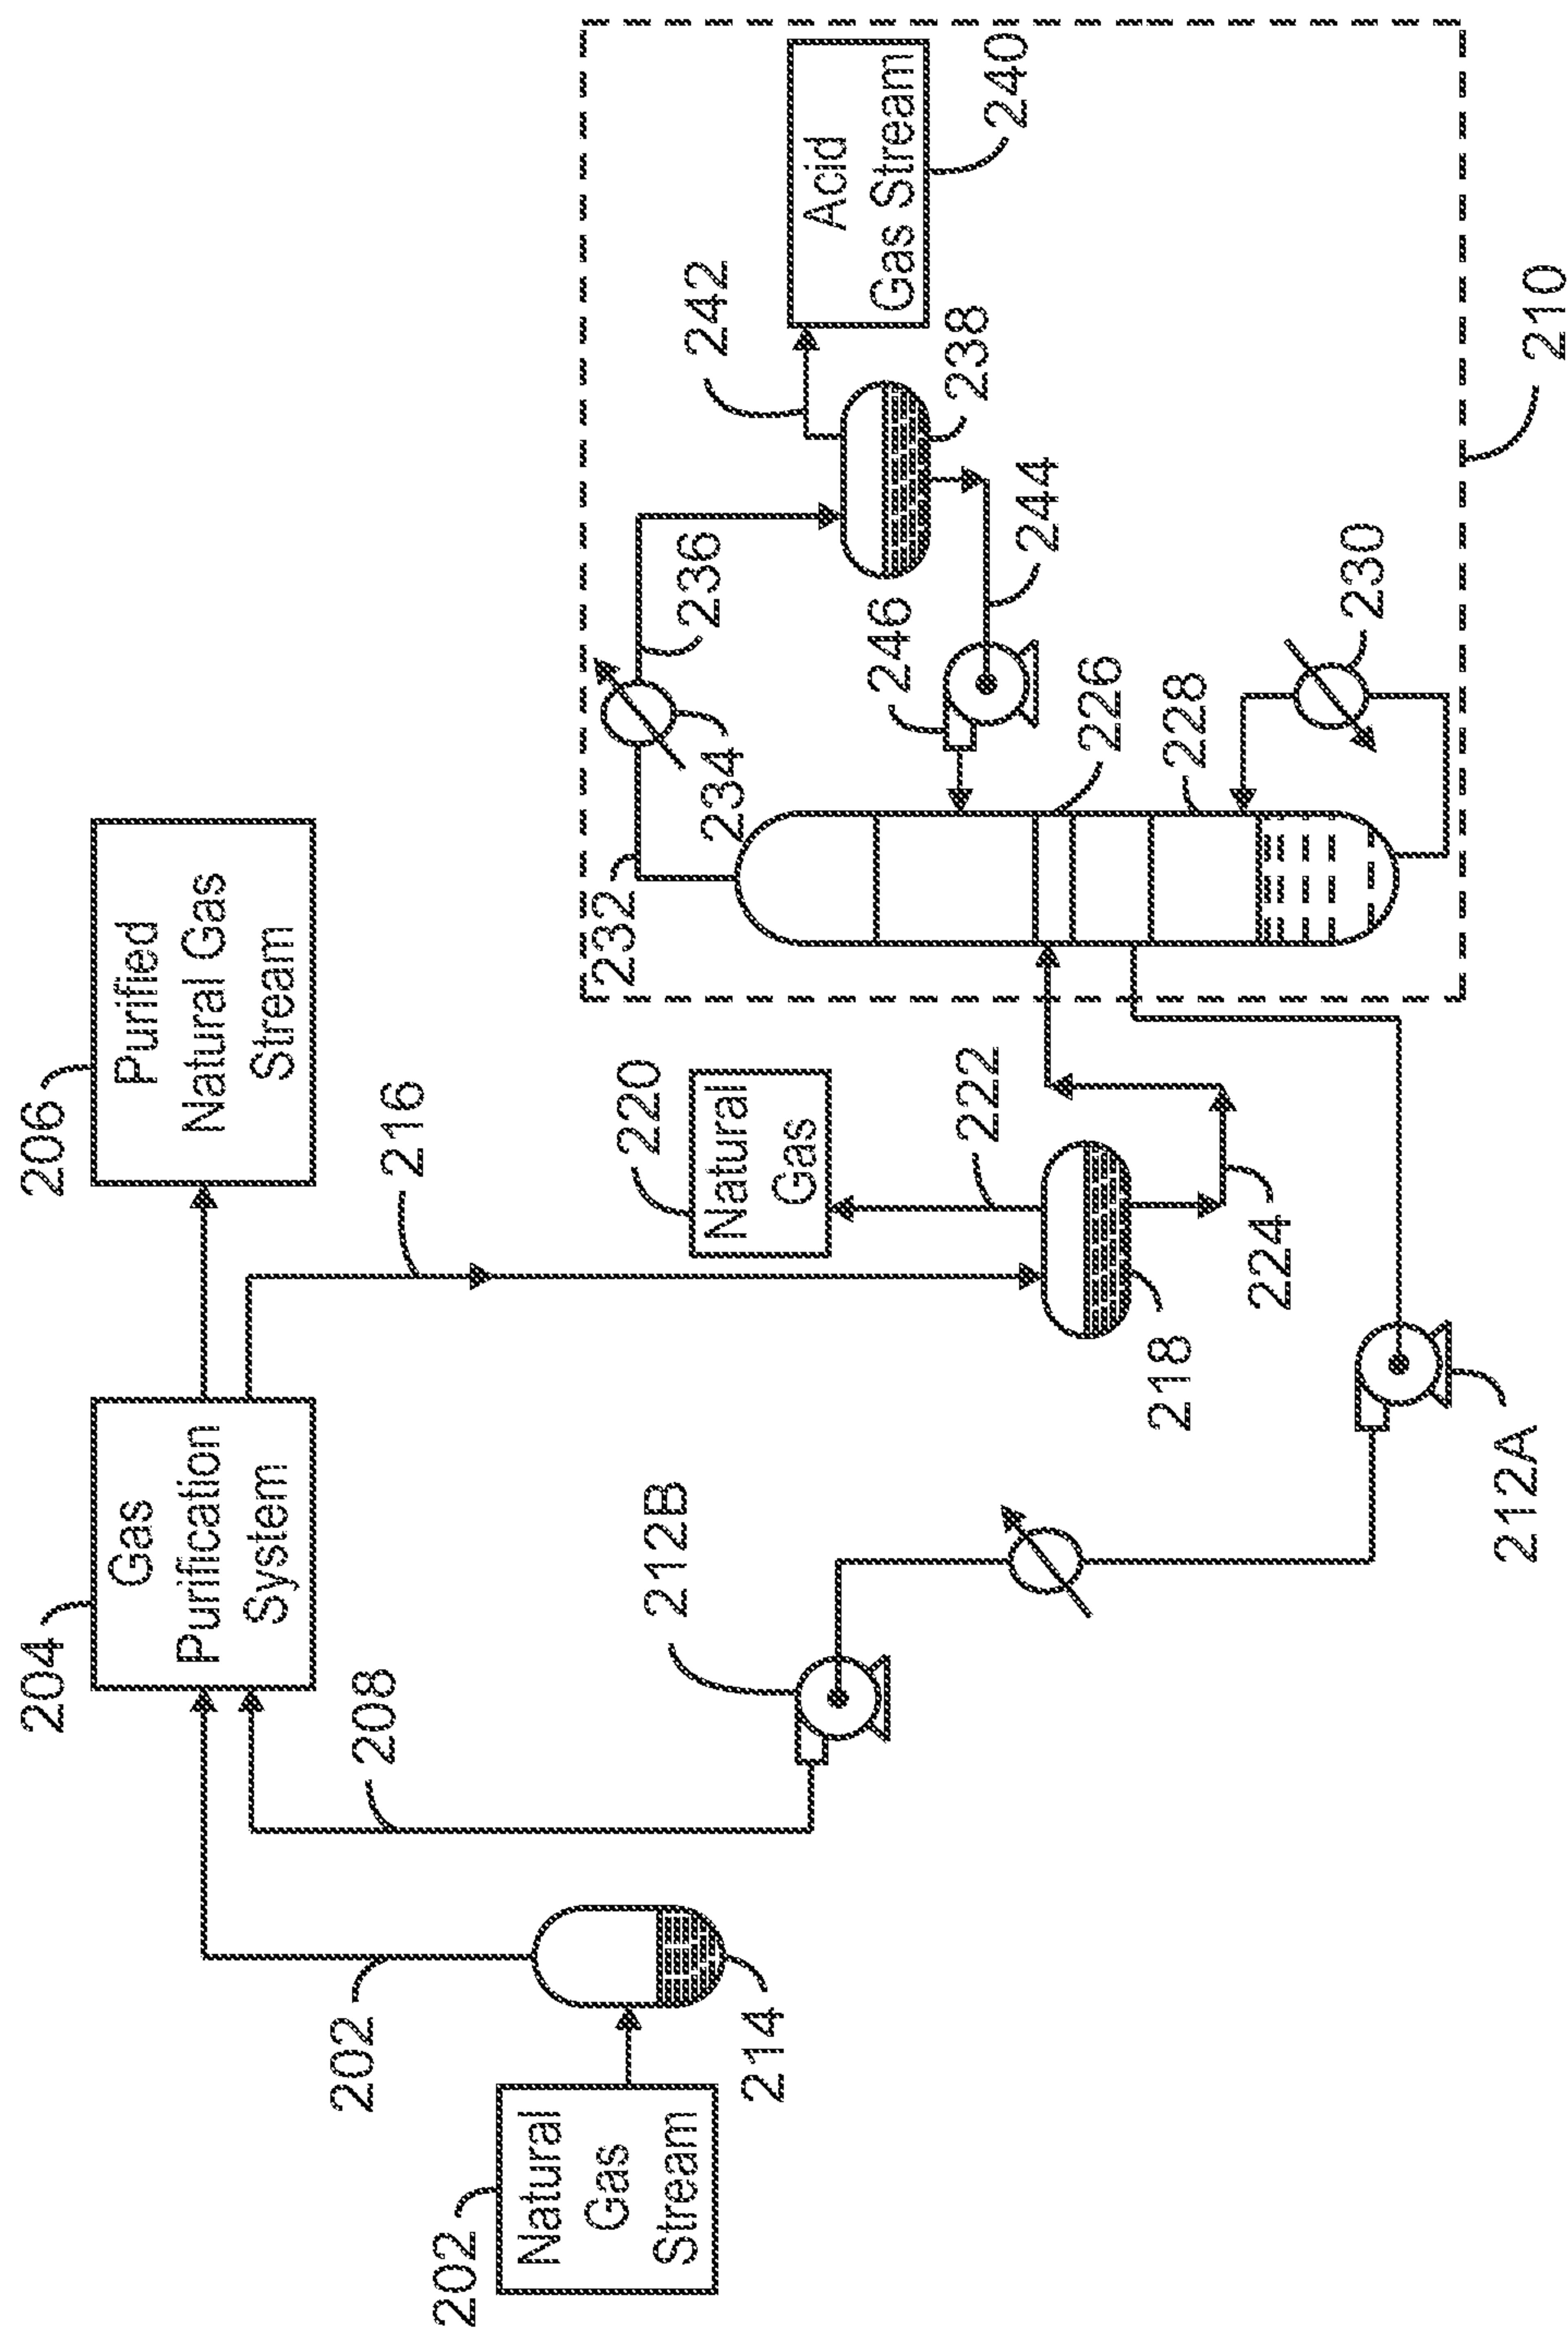 206
Purified
Natural Gas
Stream
204
Gas
Purification
System
216
208
202
202
Natural
Gas
Stream
214
212B
220
Natural
Gas
222
218
224
212A
232
234
236
242
Acid
Gas Stream
240
238
246
244
226
228
230
210